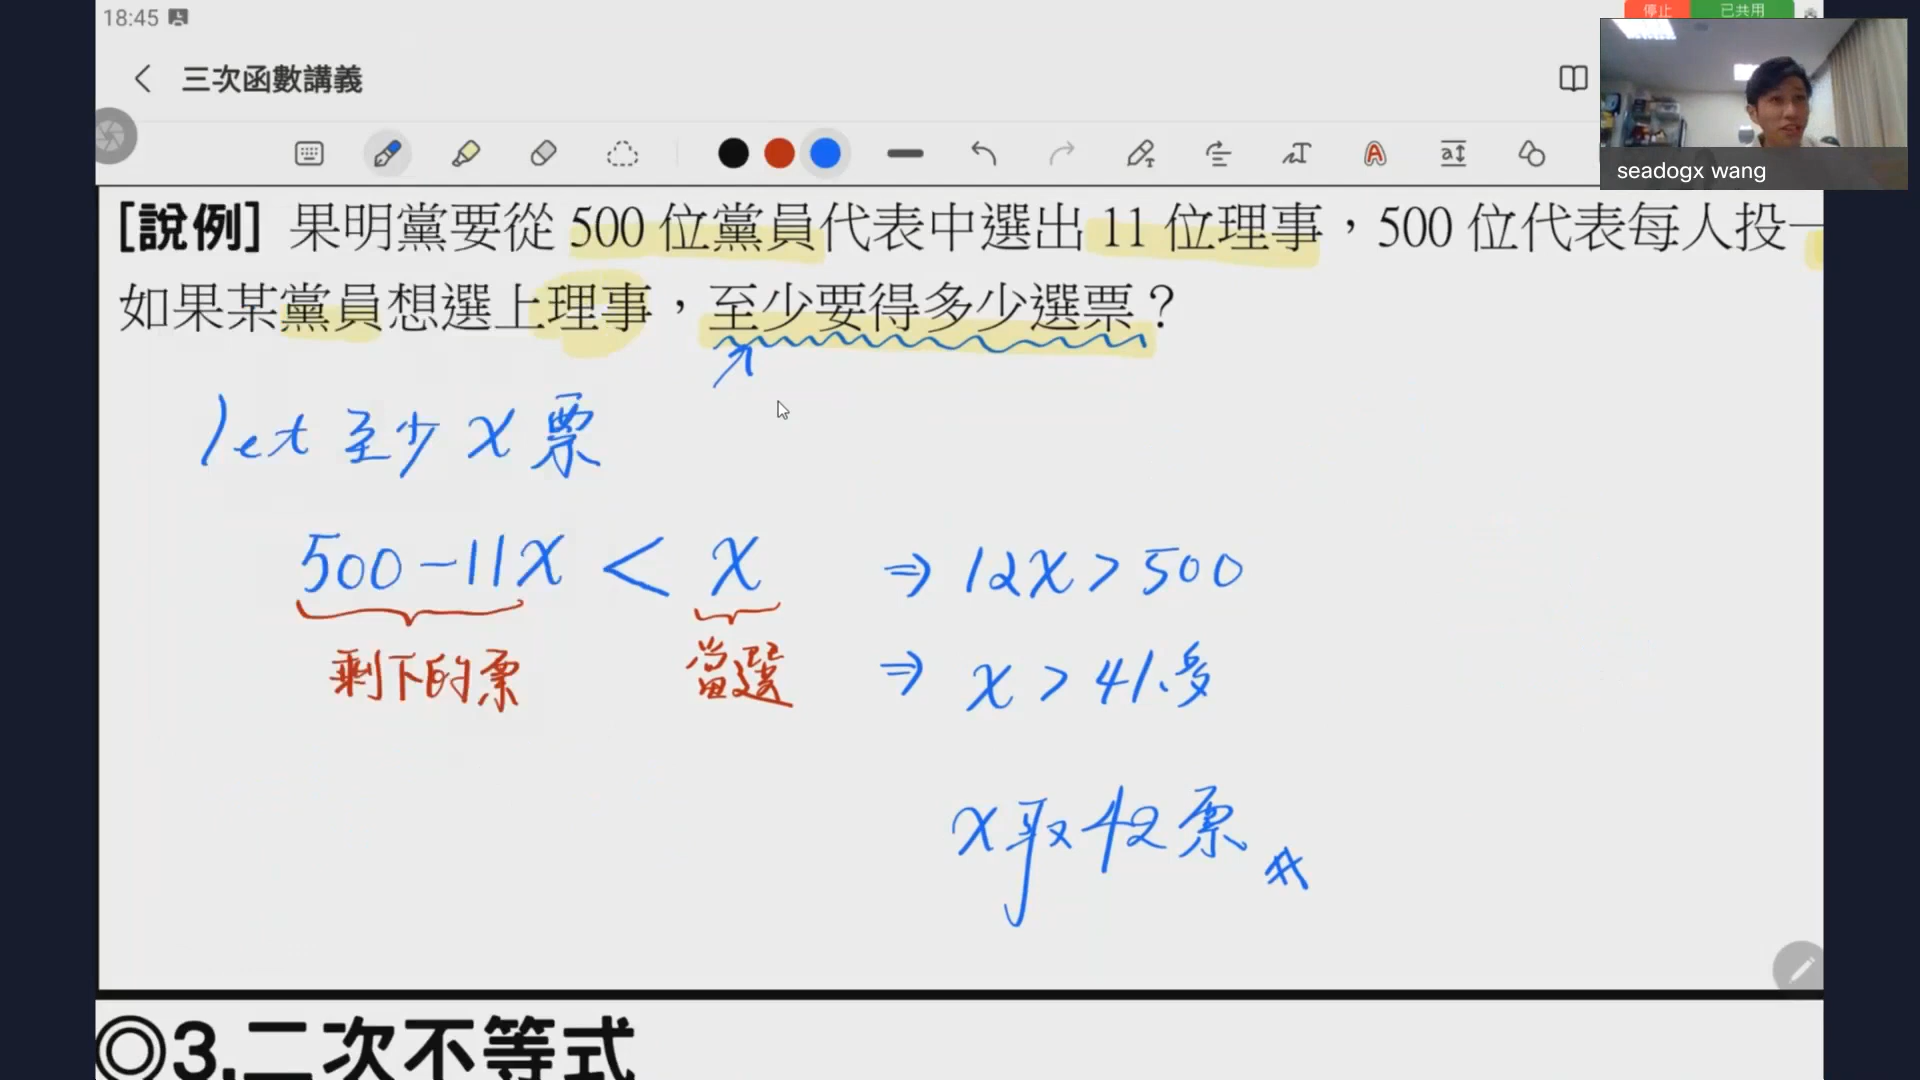 18:45
停止 已共用
三次函數講義
seadogx wang
[說例] 果明黨要從 500 位黨員代表中選出 11 位理事，500 位代表每人投一
如果某黨員想選上理事，至少要得多少選票？
let 至少 x 票
500-11x < x ⇒ 12x > 500
剩下的票 當選 ⇒ x > 41.多
x取42票
◎3.二次不等式